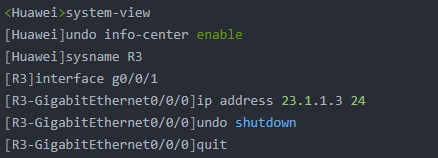 <Huawei>system-view
[Huawei]undo info-center enable
[Huawei]sysname R3
[R3]interface g0/0/1
[R3-GigabitEthernet0/0/0]ip address 23.1.1.3 24
[R3-GigabitEthernet0/0/0]undo shutdown
[R3-GigabitEthernet0/0/0]quit